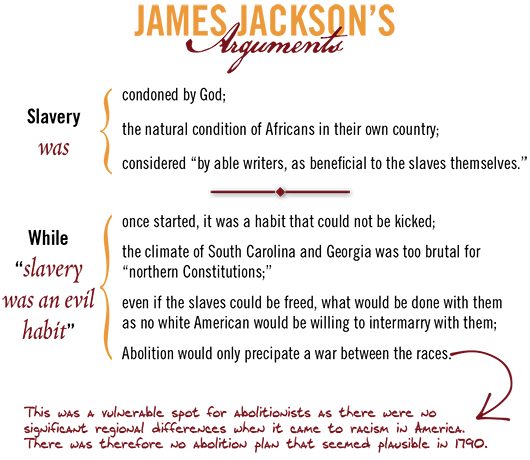 JAMES JACKSON'S
Arguments
Slavery
was
condoned by God;
the natural condition of Africans in their own country;
considered “by able writers, as beneficial to the slaves themselves.”
While
“slavery
was an evil
habit”
once started, it was a habit that could not be kicked;
the climate of South Carolina and Georgia was too brutal for
“northern Constitutions;”
even if the slaves could be freed, what would be done with them
as no white American would be willing to intermarry with them;
Abolition would only precipate a war between the races.
This was a vulnerable spot for abolitionists as there were no
significant regional differences when it came to racism in America.
There was therefore no abolition plan that seemed plausible in 1790.